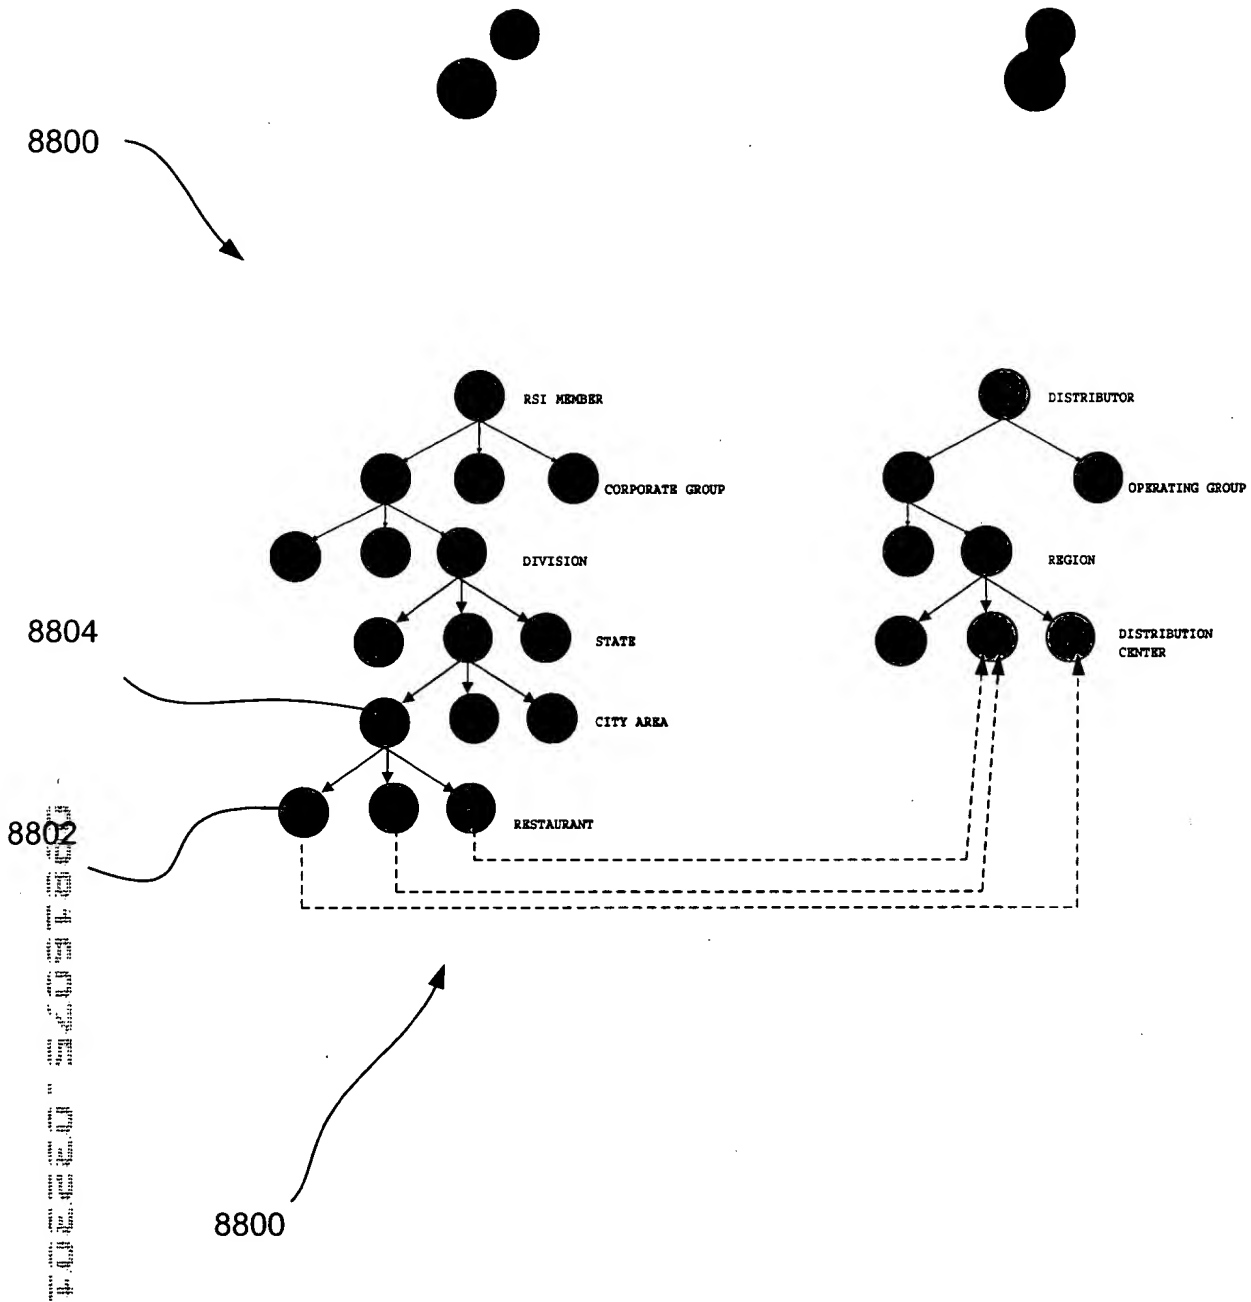 8800
RSI MEMBER
DISTRIBUTOR
CORPORATE GROUP
OPERATING GROUP
DIVISION
REGION
8804
STATE
DISTRIBUTION
CENTER
CITY AREA
8802
RESTAURANT
8800